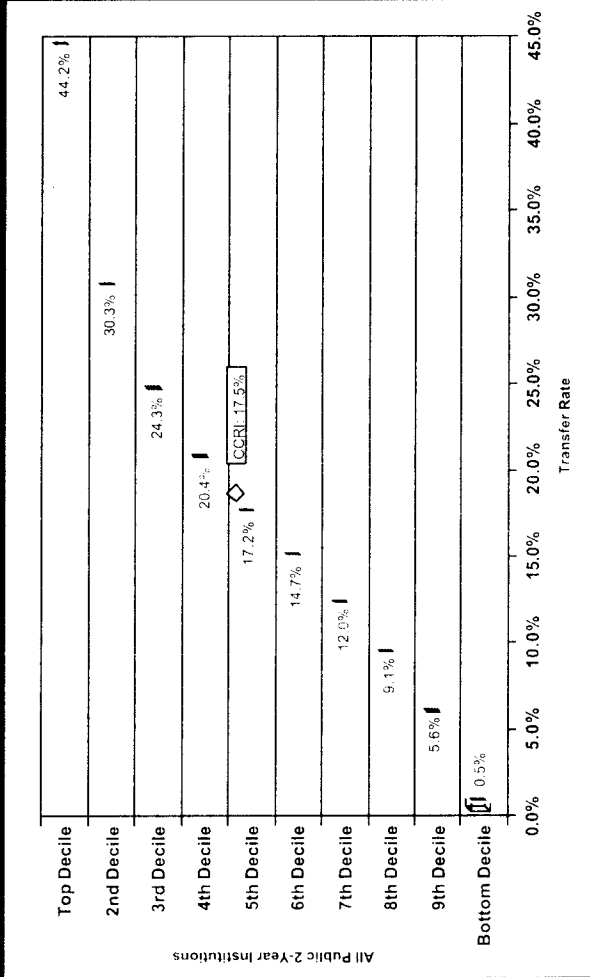 All Public 2-Year Institutions
Top Decile
44.2%
2nd Decile
30.3%
3rd Decile
24.3%
4th Decile
20.4%
5th Decile
CCRI: 17.5%
17.2%
6th Decile
14.7%
7th Decile
12.0%
8th Decile
9.1%
9th Decile
5.6%
Bottom Decile
0.5%
0.0%
5.0%
10.0%
15.0%
20.0%
25.0%
30.0%
35.0%
40.0%
45.0%
Transfer Rate